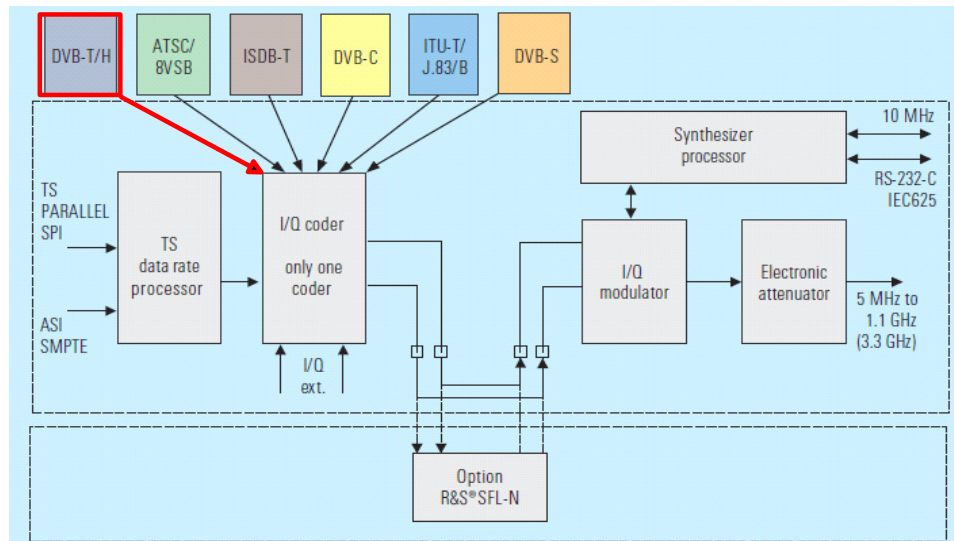 DVB-T/H
ATSC/
8VSB
ISDB-T
DVB-C
ITU-T/
J.83/B
DVB-S
Synthesizer
processor
10 MHz
RS-232-C
IEC625
TS
PARALLEL
SPI
ASI
SMPTE
TS
data rate
processor
I/Q coder
only one
coder
I/Q
ext.
I/Q
modulator
Electronic
attenuator
5 MHz to
1.1 GHz
(3.3 GHz)
Option
R&S®SFL-N